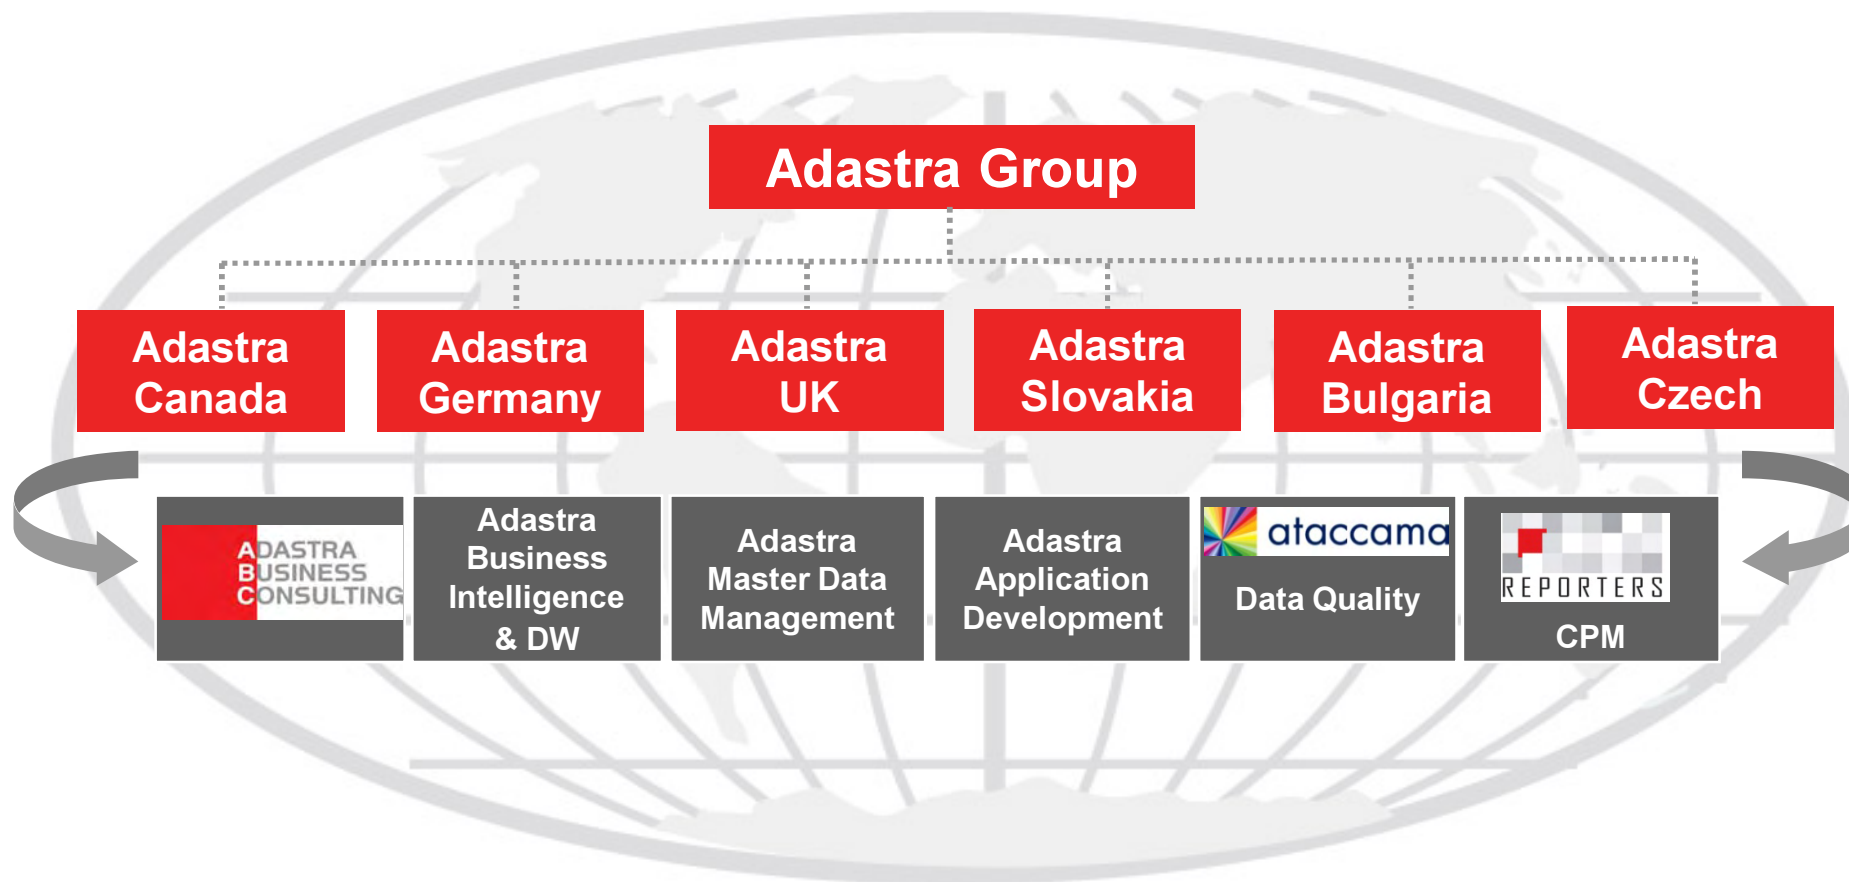 Adastra Group
Adastra
Canada
Adastra
Germany
Adastra
UK
Adastra
Slovakia
Adastra
Bulgaria
Adastra
Czech
ADASTRA
BUSINESS
CONSULTING
Adastra
Business
Intelligence
& DW
Adastra
Master Data
Management
Adastra
Application
Development
ataccama
Data Quality
REPORTERS
CPM